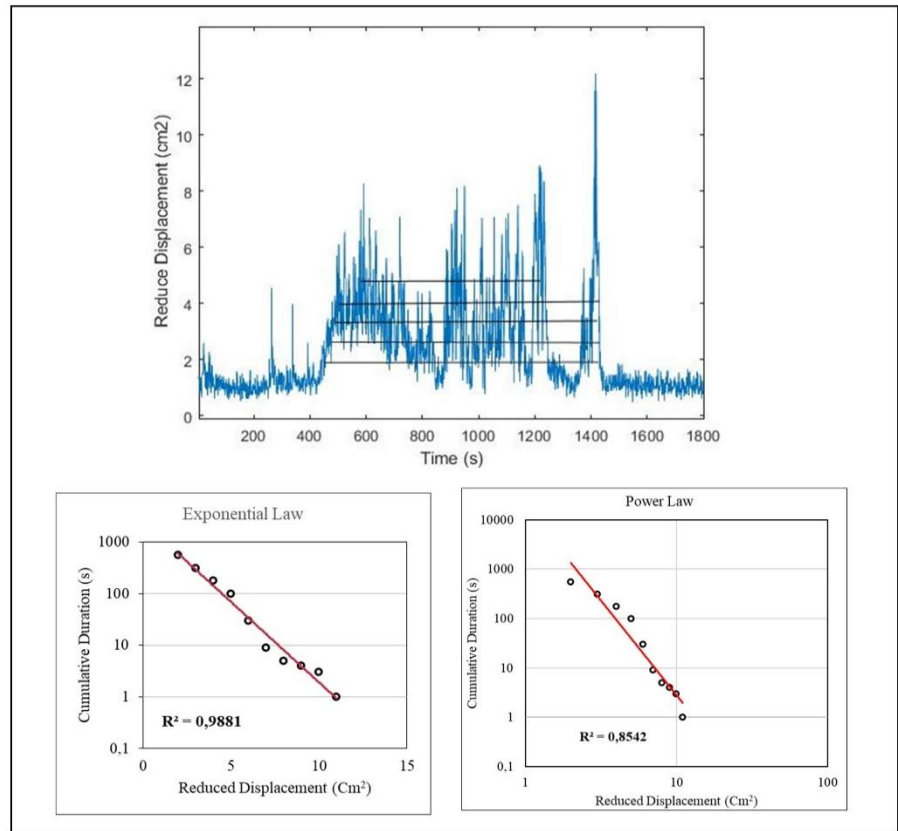 12
10
8
6
4
2
0
Reduce Displacement (cm2)
200 400 600 800 1000 1200 1400 1600 1800
Time (s)
Exponential Law
1000
100
10
1
0,1
Cumulative Duration (s)
R² = 0,9881
0 5 10 15
Reduced Displacement (Cm²)
Power Law
10000
1000
100
10
1
0,1
Cumulative Duration (s)
R² = 0,8542
1 10 100
Reduced Displacement (Cm²)